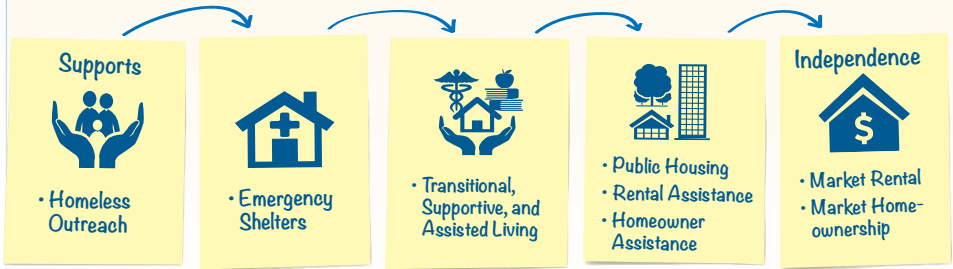 Supports
• Homeless
Outreach
• Emergency
Shelters
• Transitional,
Supportive, and
Assisted Living
• Public Housing
• Rental Assistance
• Homeowner
Assistance
Independence
$
• Market Rental
• Market Home-
ownership